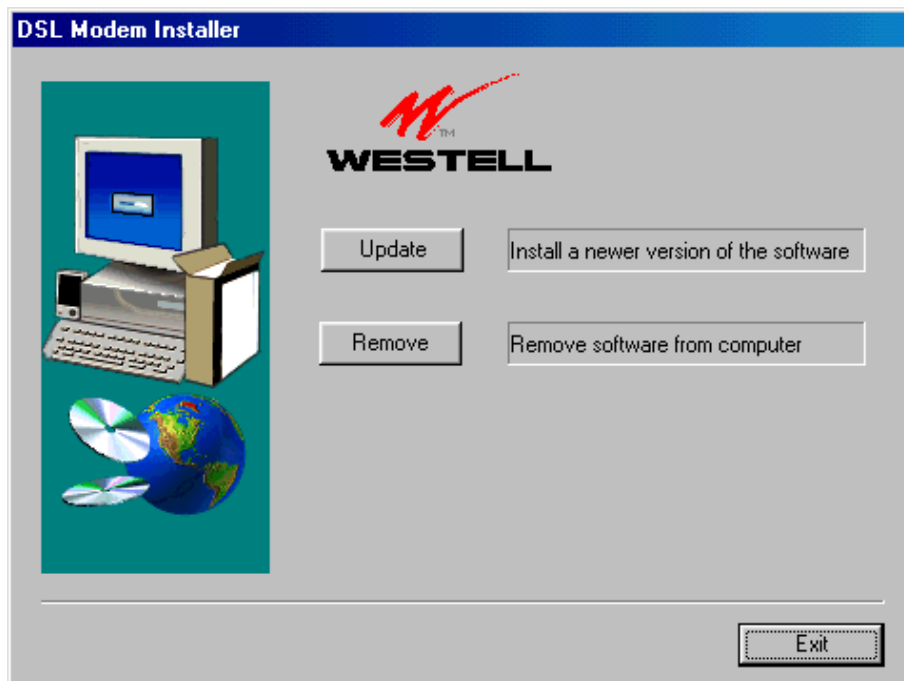 DSL Modem Installer
TM
WESTELL
Update
Install a newer version of the software
Remove
Remove software from computer
Exit